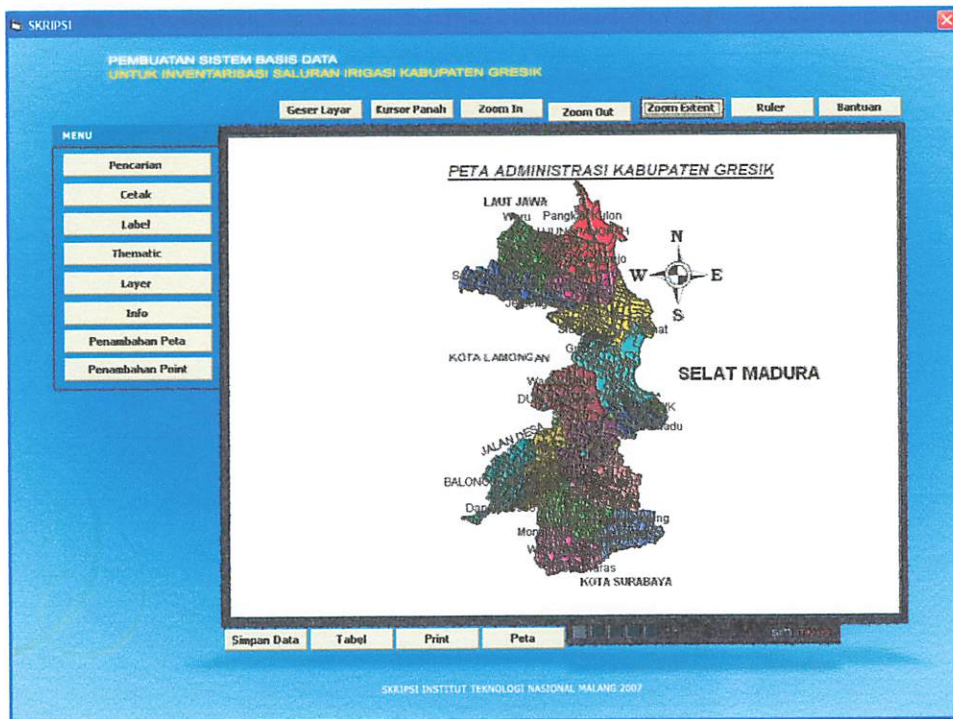 SKRIPSI
PEMBUATAN SISTEM BASIS DATA
UNTUK INVENTARISASI SALURAN IRIGASI KABUPATEN GRESIK
Geser Layar
Kursor Panah
Zoom In
Zoom Out
Zoom Extent
Ruler
Bantuan
MENU
Pencarian
Cetak
Label
Thematic
Layer
Info
Penambahan Peta
Penambahan Point
PETA ADMINISTRASI KABUPATEN GRESIK
LAUT JAWA
N
W
E
S
KOTA LAMONGAN
SELAT MADURA
JALAN DESA
KOTA SURABAYA
Simpan Data
Tabel
Print
Peta
SKRIPSI INSTITUT TEKNOLOGI NASIONAL MALANG 2007